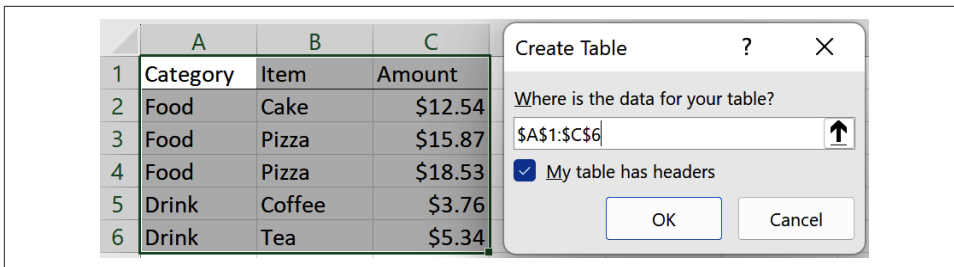 A B C
1 Category Item Amount
2 Food Cake $12.54
3 Food Pizza $15.87
4 Food Pizza $18.53
5 Drink Coffee $3.76
6 Drink Tea $5.34
Create Table ?
Where is the data for your table?
$A$1:$C$6
My table has headers
OK Cancel